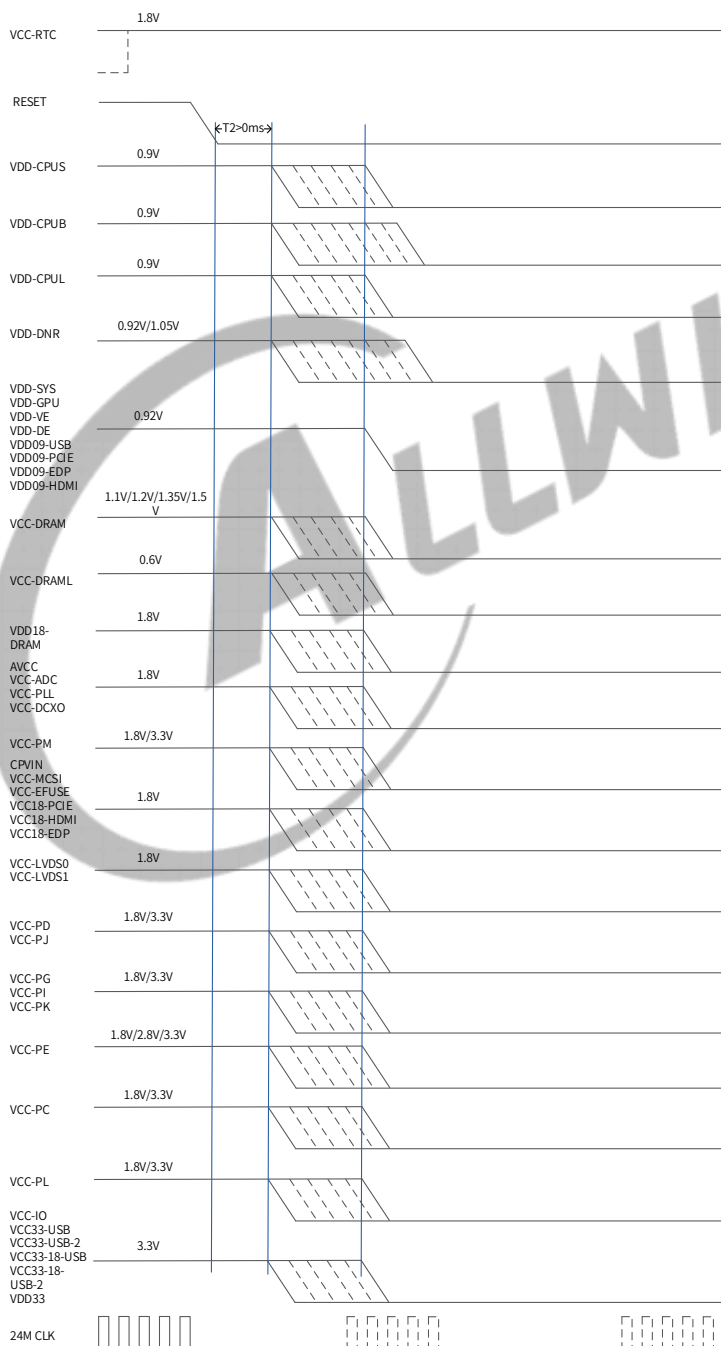 1.8V
VCC-RTC
RESET
T2>0ms
0.9V
VDD-CPUS
0.9V
VDD-CPUB
0.9V
VDD-CPUL
0.92V/1.05V
VDD-DNR
VDD-SYS
VDD-GPU
VDD-VE
0.92V
VDD-DE
VDD09-USB
VDD09-PCIE
VDD09-EDP
VDD09-HDMI
1.1V/1.2V/1.35V/1.5
V
VCC-DRAM
0.6V
VCC-DRAML
1.8V
VDD18-
DRAM
AVCC
VCC-ADC
1.8V
VCC-PLL
VCC-DCXO
1.8V/3.3V
VCC-PM
CPVIN
VCC-MCSI
VCC-EFUSE
1.8V
VCC18-PCIE
VCC18-HDMI
VCC18-EDP
1.8V
VCC-LVDS0
VCC-LVDS1
1.8V/3.3V
VCC-PD
VCC-PJ
1.8V/3.3V
VCC-PG
VCC-PI
VCC-PK
1.8V/2.8V/3.3V
VCC-PE
1.8V/3.3V
VCC-PC
1.8V/3.3V
VCC-PL
VCC-IO
VCC33-USB
VCC33-USB-2
3.3V
VCC33-18-USB
VCC33-18-
USB-2
VDD33
24M CLK
ALLWI